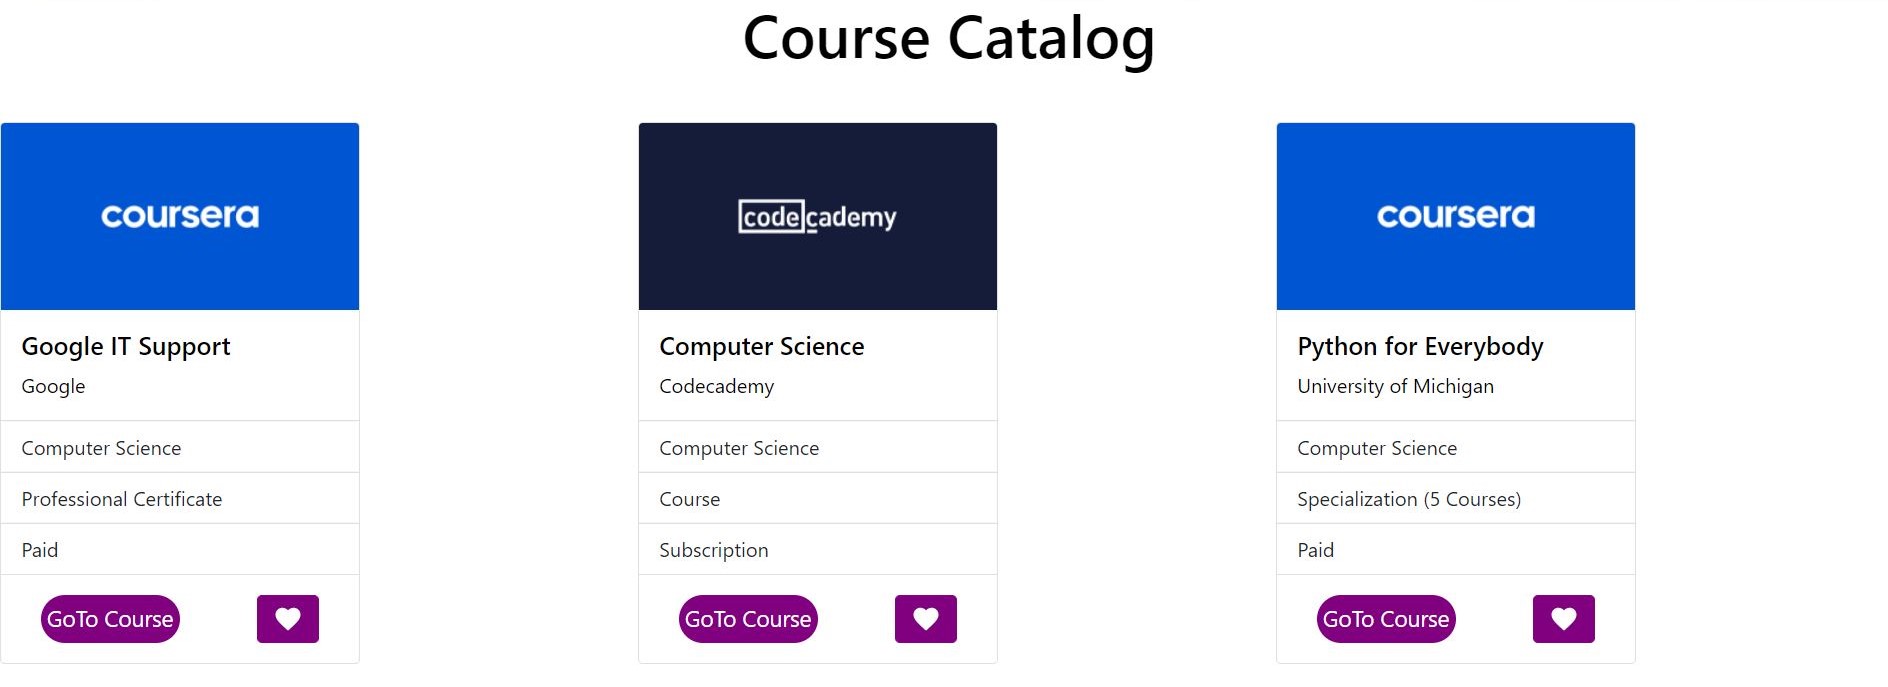 Course Catalog
coursera
Google IT Support
Google
Computer Science
Professional Certificate
Paid
GoTo Course
codecademy
Computer Science
Codecademy
Computer Science
Course
Subscription
GoTo Course
coursera
Python for Everybody
University of Michigan
Computer Science
Specialization (5 Courses)
Paid
GoTo Course